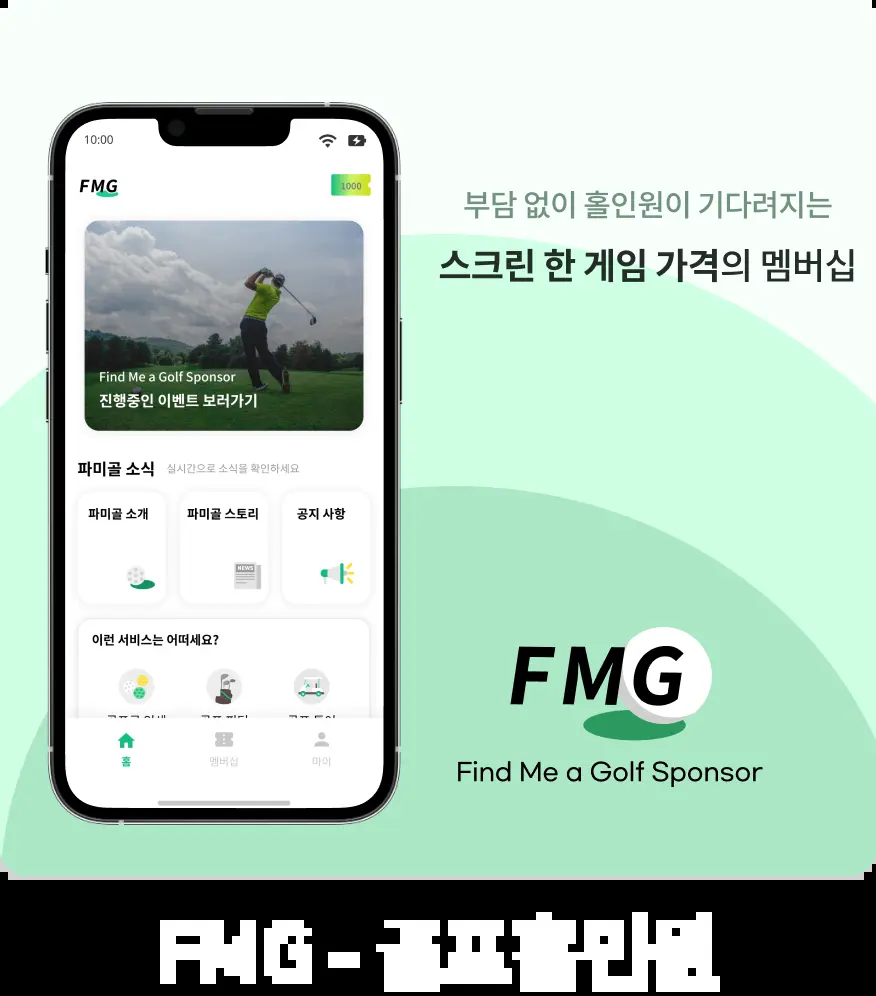 부담 없이 홀인원이 기다려지는
스크린 한 게임 가격의 멤버십
10:00
FMG
1000
Find Me a Golf Sponsor
진행중인 이벤트 보러가기
파미골 소식 실시간으로 소식을 확인하세요
파미골 소개 파미골 스토리 공지 사항
NEWS
이런 서비스는 어떠세요?
홈 멤버십 마이
FMG
Find Me a Golf Sponsor
FMG - 골프홀인원